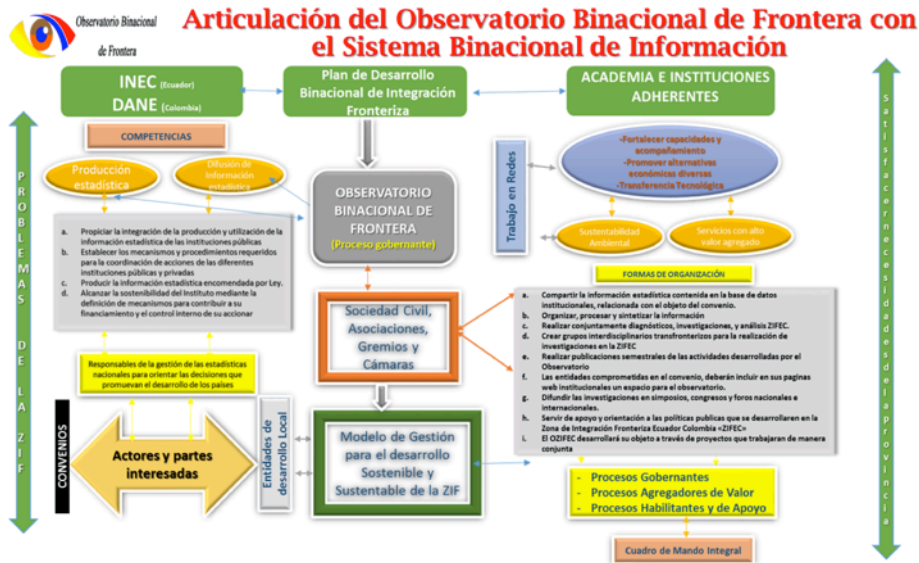 Observatorio Binacional
de Frontera
Articulación del Observatorio Binacional de Frontera con
el Sistema Binacional de Información
INEC (Ecuador)
DANE (Colombia)
Plan de Desarrollo
Binacional de Integración
Fronteriza
ACADEMIA E INSTITUCIONES
ADHERENTES
COMPETENCIAS
Producción
estadística
Difusión de
Información
estadística
OBSERVATORIO
BINACIONAL DE
FRONTERA
(Proceso gobernante)
Trabajo en Redes
-Fortalecer capacidades y
acompañamiento
-Promover alternativas
económicas diversas
-Transferencia Tecnológica
Sustentabilidad
Ambiental
Servicios con alto
valor agregado
PROBLEMAS DE LA ZIF
a. Propiciar la integración de la producción y utilización de la
información estadística de las instituciones públicas
b. Establecer los mecanismos y procedimientos requeridos
para la coordinación de acciones de las diferentes
instituciones públicas y privadas
c. Producir la información estadística encomendada por Ley.
d. Alcanzar la sostenibilidad del Instituto mediante la
definición de mecanismos para contribuir a su
financiamiento y el control interno de su accionar
Sociedad Civil,
Asociaciones,
Gremios y
Cámaras
FORMAS DE ORGANIZACIÓN
a. Compartir la información estadística contenida en la base de datos
institucionales, relacionada con el objeto del convenio.
b. Organizar, procesar y sintetizar la información
c. Realizar conjuntamente diagnósticos, investigaciones, y análisis ZIFEC.
d. Crear grupos interdisciplinarios transfronterizos para la realización de
investigaciones en la ZIFEC
e. Realizar publicaciones semestrales de las actividades desarrolladas por el
Observatorio
f. Las entidades comprometidas en el convenio, deberán incluir en sus paginas
web institucionales un espacio para el observatorio.
g. Difundir las investigaciones en simposios, congresos y foros nacionales e
internacionales.
h. Servir de apoyo y orientación a las politicas publicas que se desarrollaren en la
Zona de Integración Fronteriza Ecuador Colombia «ZIFEC»
i. El OZIFEC desarrollará su objeto a través de proyectos que trabajaran de manera
conjunta
Responsables de la gestión de las estadísticas
nacionales para orientar las decisiones que
promuevan el desarrollo de los países
CONVENIOS
Actores y partes
interesadas
Entidades de
desarrollo Local
Modelo de Gestión
para el desarrollo
Sostenible y
Sustentable de la ZIF
- Procesos Gobernantes
- Procesos Agregadores de Valor
- Procesos Habilitantes y de Apoyo
Cuadro de Mando Integral
Satisfacernecesidadesdelaprovincia